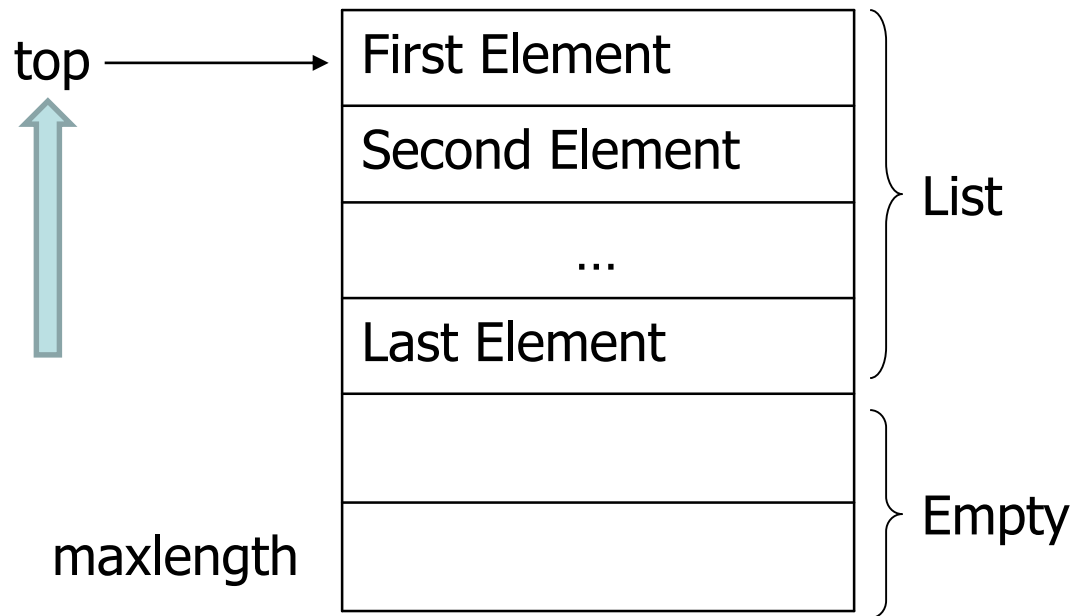 top
First Element
Second Element
List
...
Last Element
Empty
maxlength